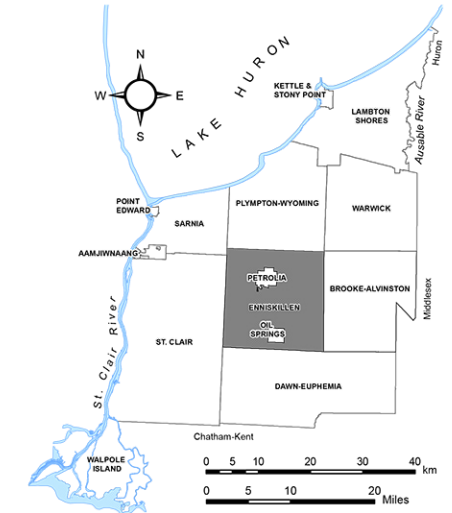 Huron
LAKE HURON
N
W E
S
KETTLE &
STONY POINT
LAMBTON
SHORES
Ausable River
POINT
EDWARD
SARNIA
PLYMPTON-WYOMING
WARWICK
AAMJIWNAANG
PETROLIA
BROOKE-ALVINSTON
Middlesex
ENNISKILLEN
St. Clair River
ST. CLAIR
OIL
SPRINGS
DAWN-EUPHEMIA
Chatham-Kent
WALPOLE
ISLAND
0 5 10 20 30 40
km
0 5 10 20
Miles